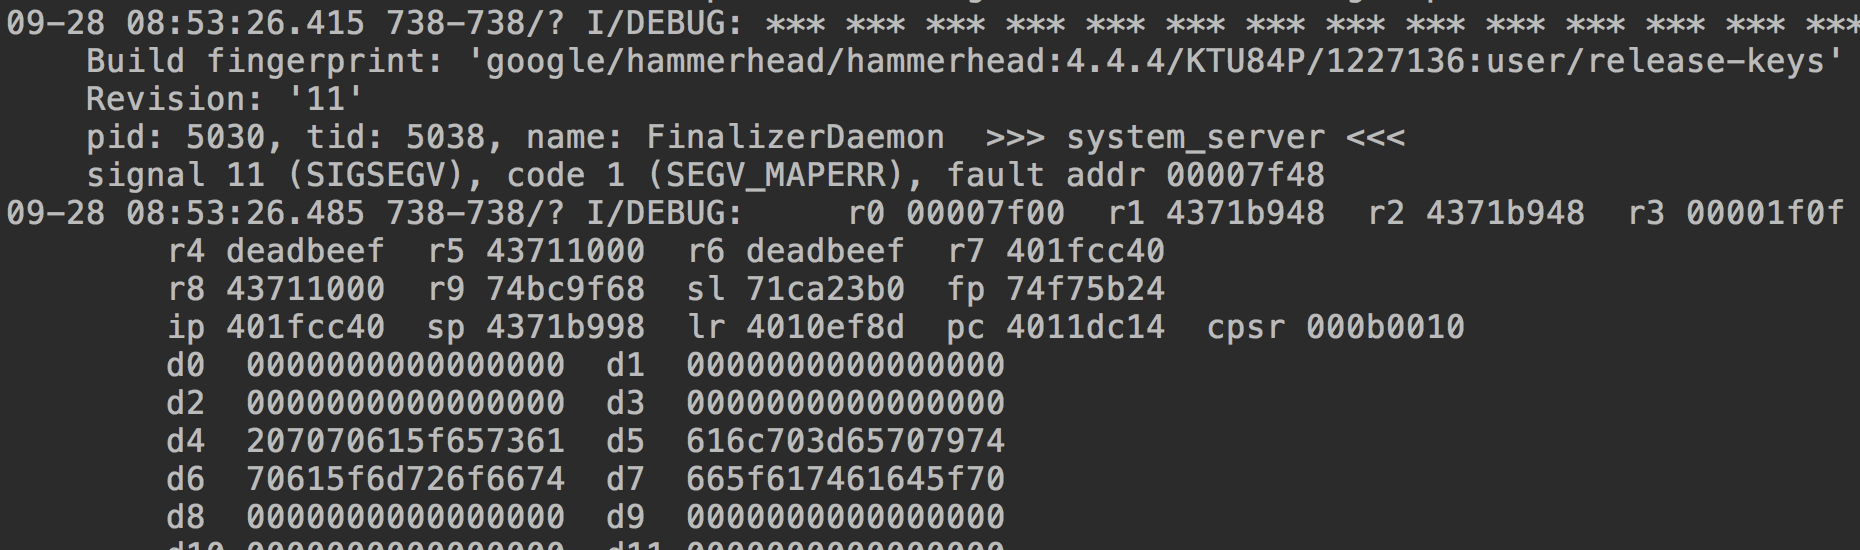 09-28 08:53:26.415 738-738/? I/DEBUG: *** *** *** *** *** *** *** *** *** *** *** *** *** ***
Build fingerprint: 'google/hammerhead/hammerhead:4.4.4/KTU84P/1227136:user/release-keys'
Revision: '11'
pid: 5030, tid: 5038, name: FinalizerDaemon  >>> system_server <<<
signal 11 (SIGSEGV), code 1 (SEGV_MAPERR), fault addr 00007f48
09-28 08:53:26.485 738-738/? I/DEBUG:     r0 00007f00  r1 4371b948  r2 4371b948  r3 00001f0f
r4 deadbeef  r5 43711000  r6 deadbeef  r7 401fcc40
r8 43711000  r9 74bc9f68  sl 71ca23b0  fp 74f75b24
ip 401fcc40  sp 4371b998  lr 4010ef8d  pc 4011dc14  cpsr 000b0010
d0  0000000000000000  d1  0000000000000000
d2  0000000000000000  d3  0000000000000000
d4  207070615f657361  d5  616c703d65707974
d6  70615f6d726f6674  d7  665f617461645f70
d8  0000000000000000  d9  0000000000000000
d10 0000000000000000  d11 0000000000000000